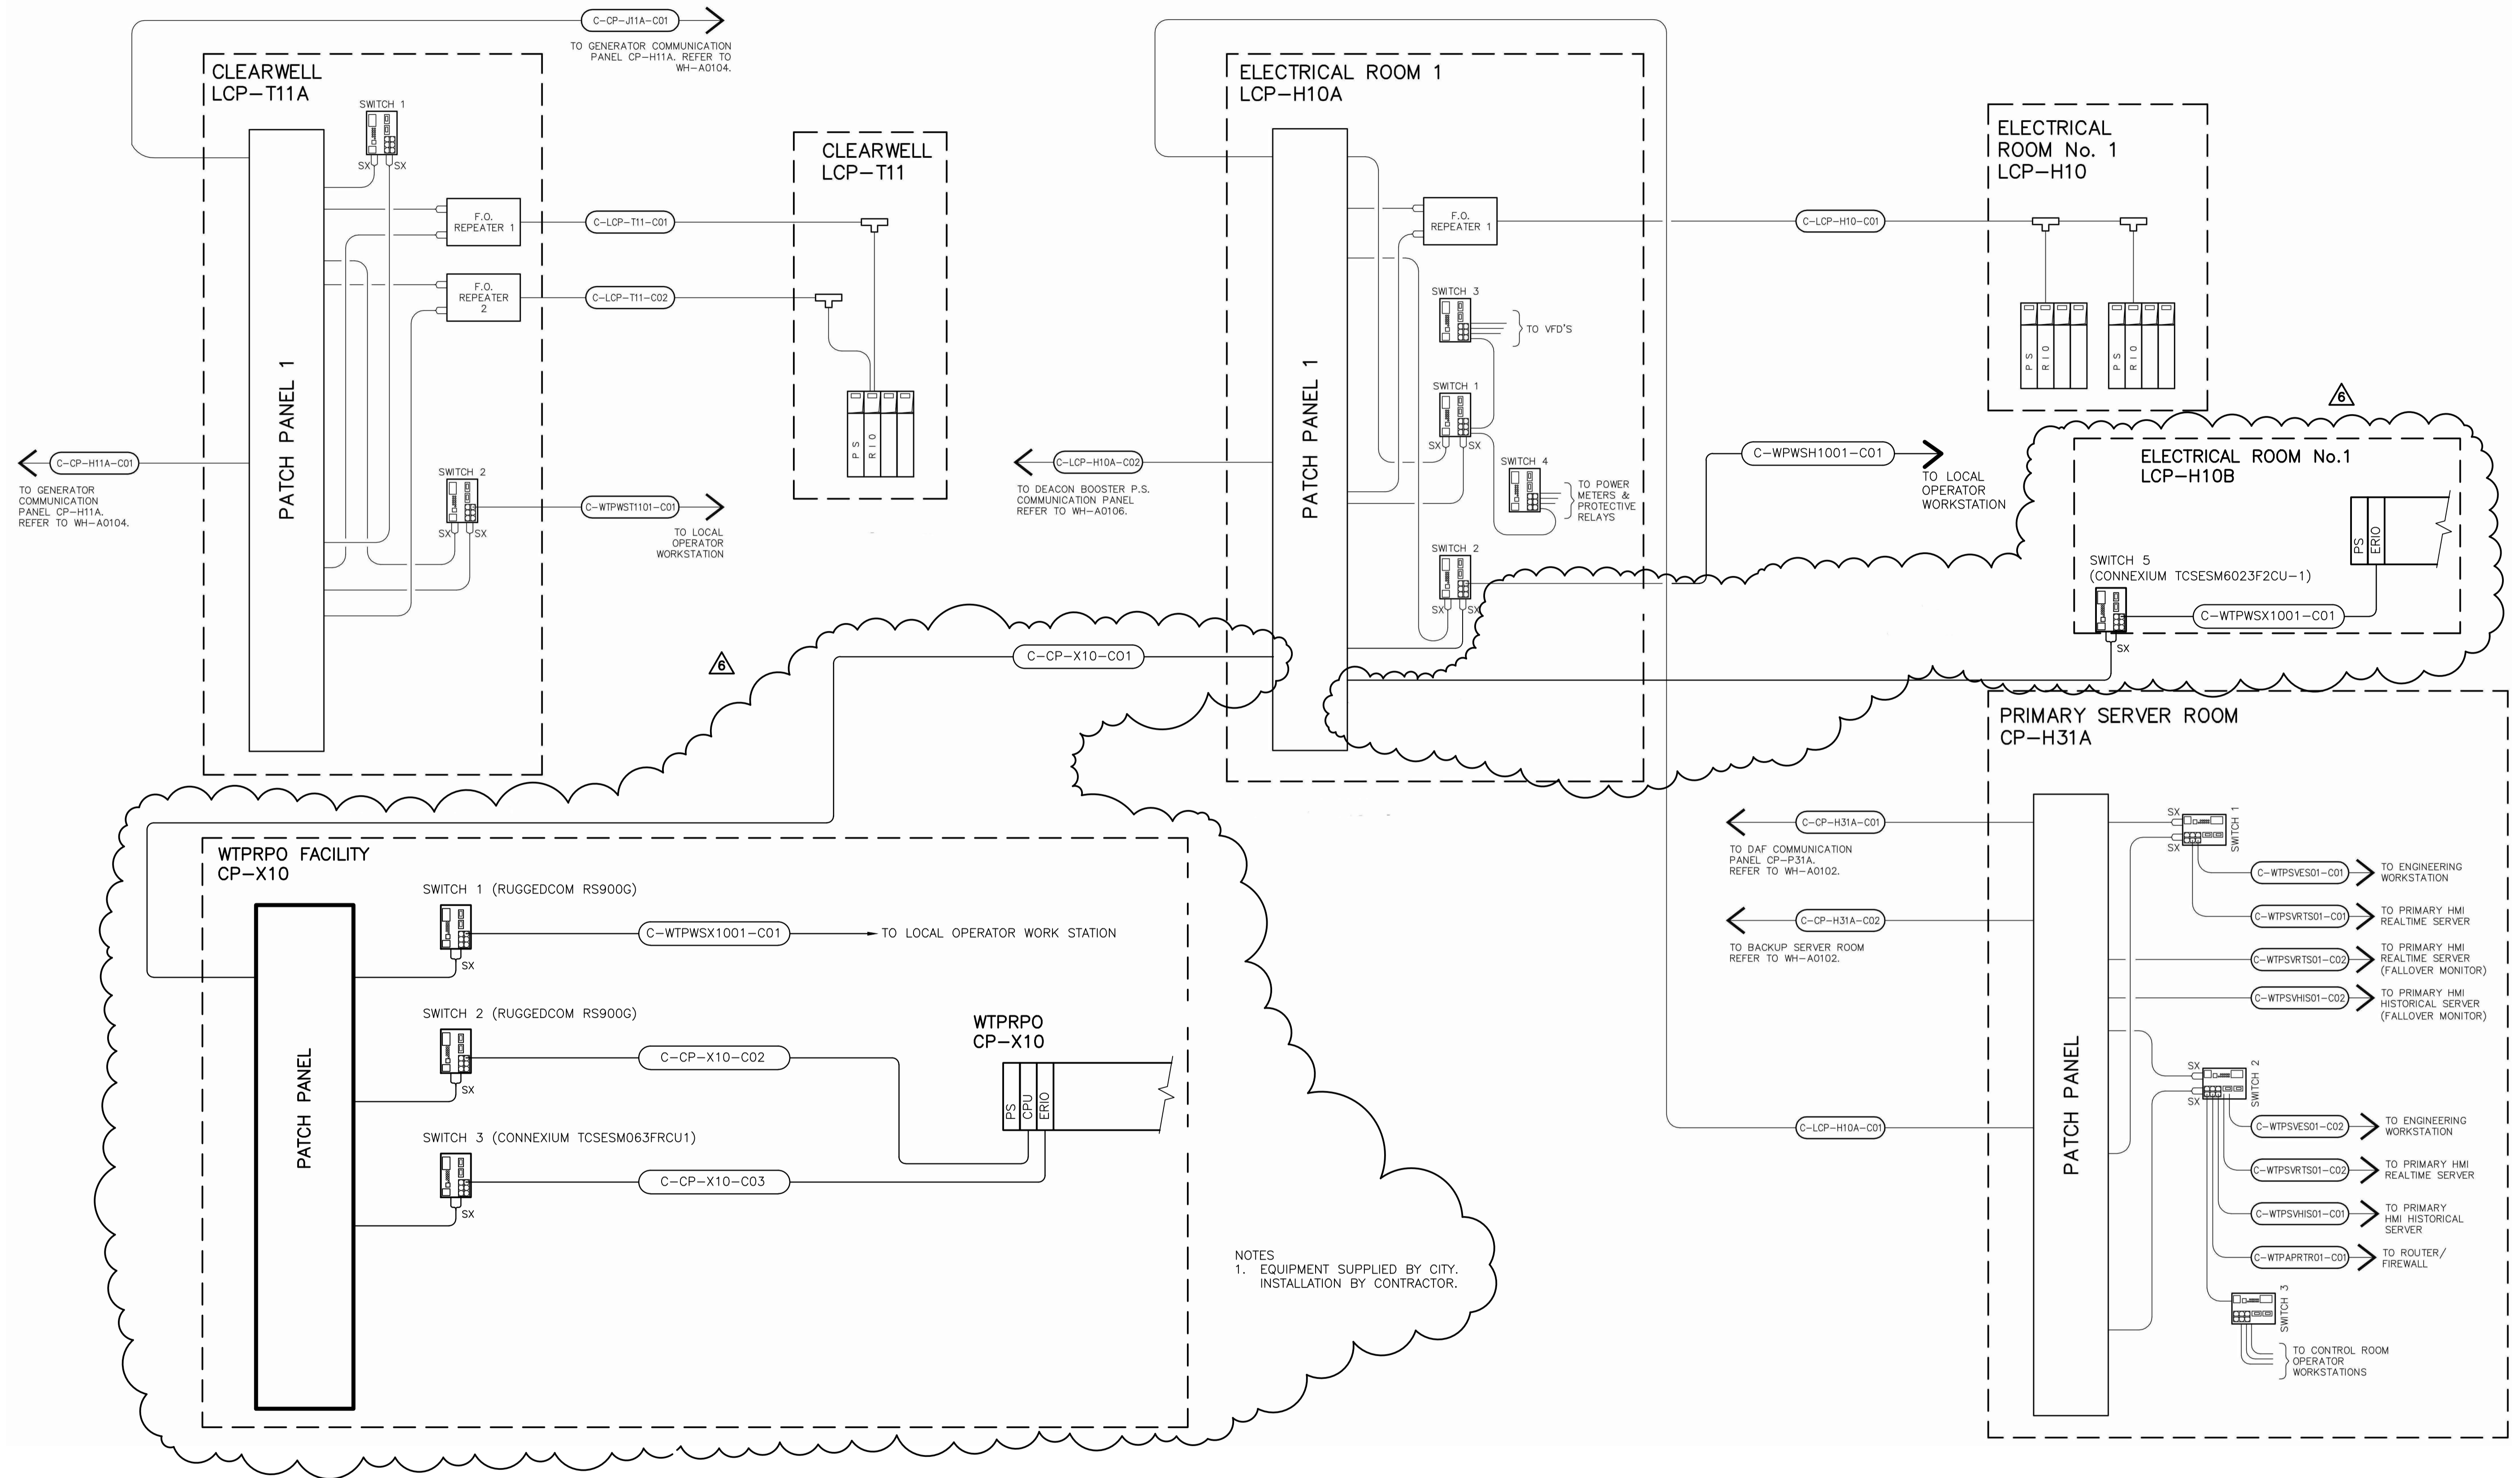 C-CP-J11A-C01
TO GENERATOR COMMUNICATION
PANEL CP-H11A. REFER TO
WH-A0104.
CLEARWELL
LCP-T11A
SWITCH 1
SX
SX
PATCH PANEL 1
F.O.
REPEATER 1
C-LCP-T11-C01
F.O.
REPEATER
2
C-LCP-T11-C02
C-CP-H11A-C01
TO GENERATOR
COMMUNICATION
PANEL CP-H11A.
REFER TO WH-A0104.
SWITCH 2
SX
SX
C-WTPWST1101-C01
TO LOCAL
OPERATOR
WORKSTATION
CLEARWELL
LCP-T11
PS
RIO
ELECTRICAL ROOM 1
LCP-H10A
PATCH PANEL 1
F.O.
REPEATER 1
C-LCP-H10-C01
SWITCH 3
TO VFD'S
SWITCH 1
SX
SX
SWITCH 4
TO POWER
METERS &
PROTECTIVE
RELAYS
SWITCH 2
SX
SX
C-LCP-H10A-C02
TO DEACON BOOSTER P.S.
COMMUNICATION PANEL
REFER TO WH-A0106.
C-WPWSH1001-C01
TO LOCAL
OPERATOR
WORKSTATION
ELECTRICAL
ROOM No. 1
LCP-H10
PS
RIO
PS
RIO
6
ELECTRICAL ROOM No.1
LCP-H10B
PS
ERIO
SWITCH 5
(CONNEXIUM TCSESM6023F2CU-1)
C-WTPWSX1001-C01
SX
6
C-CP-X10-C01
WTPRPO FACILITY
CP-X10
PATCH PANEL
SWITCH 1 (RUGGEDCOM RS900G)
SX
C-WTPWSX1001-C01
TO LOCAL OPERATOR WORK STATION
SWITCH 2 (RUGGEDCOM RS900G)
SX
C-CP-X10-C02
SWITCH 3 (CONNEXIUM TCSESM063FRCU1)
SX
C-CP-X10-C03
WTPRPO
CP-X10
PS
CPU
ERIO
NOTES
1. EQUIPMENT SUPPLIED BY CITY.
INSTALLATION BY CONTRACTOR.
PRIMARY SERVER ROOM
CP-H31A
PATCH PANEL
C-CP-H31A-C01
TO DAF COMMUNICATION
PANEL CP-P31A.
REFER TO WH-A0102.
C-CP-H31A-C02
TO BACKUP SERVER ROOM
REFER TO WH-A0102.
C-LCP-H10A-C01
SX
SX
SWITCH 1
C-WTPSVES01-C01
TO ENGINEERING
WORKSTATION
C-WTPSVRTS01-C01
TO PRIMARY HMI
REALTIME SERVER
C-WTPSVRTS01-C02
TO PRIMARY HMI
REALTIME SERVER
(FALLOVER MONITOR)
C-WTPSVHIS01-C02
TO PRIMARY HMI
HISTORICAL SERVER
(FALLOVER MONITOR)
SX
SX
SWITCH 2
C-WTPSVES01-C02
TO ENGINEERING
WORKSTATION
C-WTPSVRTS01-C02
TO PRIMARY HMI
REALTIME SERVER
C-WTPSVHIS01-C01
TO PRIMARY
HMI HISTORICAL
SERVER
C-WTPAPRTR01-C01
TO ROUTER/
FIREWALL
SWITCH 3
TO CONTROL ROOM
OPERATOR
WORKSTATIONS